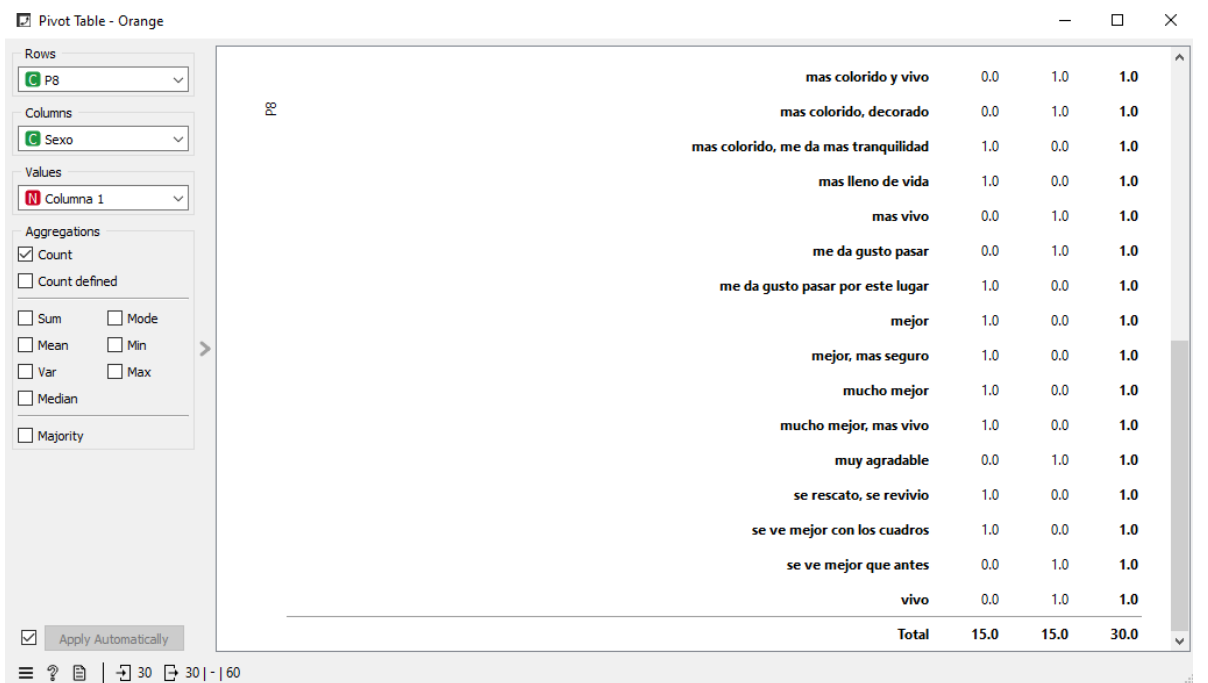 Pivot Table - Orange
Rows
C P8
Columns
C Sexo
Values
N Columna 1
Aggregations
Count
Count defined
Sum Mode
Mean Min
Var Max
Median
Majority
Apply Automatically
P8
mas colorido y vivo 0.0 1.0 1.0
mas colorido, decorado 0.0 1.0 1.0
mas colorido, me da mas tranquilidad 1.0 0.0 1.0
mas lleno de vida 1.0 0.0 1.0
mas vivo 0.0 1.0 1.0
me da gusto pasar 0.0 1.0 1.0
me da gusto pasar por este lugar 1.0 0.0 1.0
mejor 1.0 0.0 1.0
mejor, mas seguro 1.0 0.0 1.0
mucho mejor 1.0 0.0 1.0
mucho mejor, mas vivo 1.0 0.0 1.0
muy agradable 0.0 1.0 1.0
se rescato, se revivio 1.0 0.0 1.0
se ve mejor con los cuadros 1.0 0.0 1.0
se ve mejor que antes 0.0 1.0 1.0
vivo 0.0 1.0 1.0
Total 15.0 15.0 30.0
? | 30 30 | - | 60